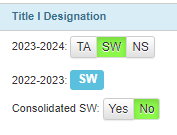 Title I Designation
2023-2024: TA SW NS
2022-2023: SW
Consolidated SW: Yes No